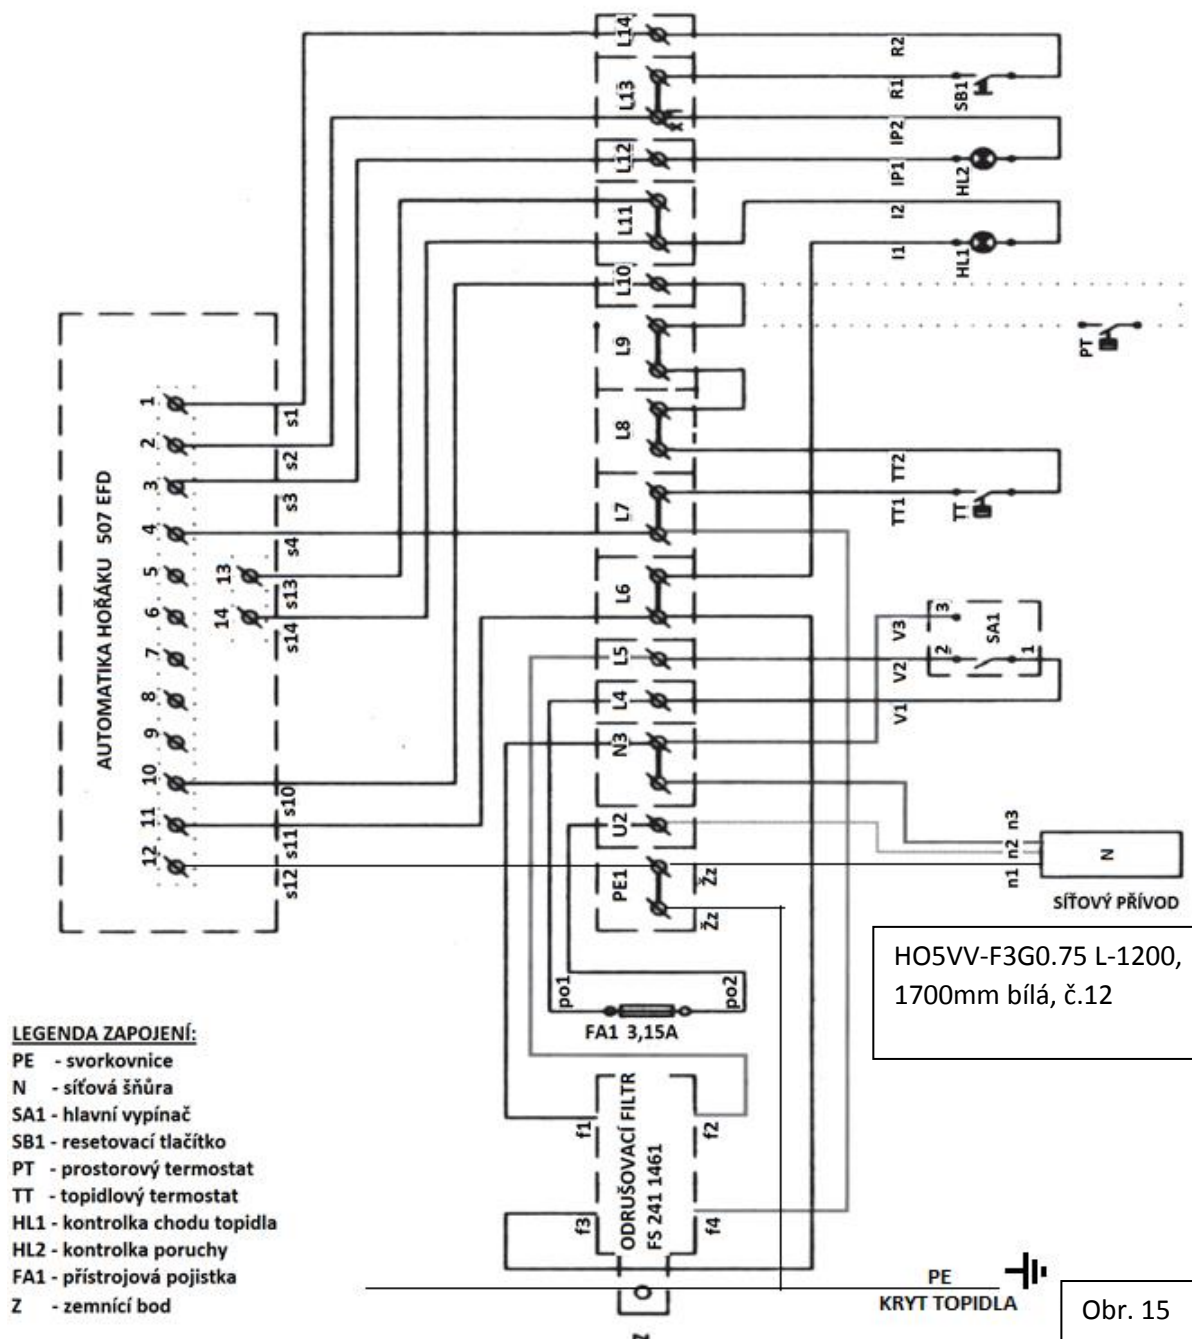 L14
L13
L12
L11
L10
L9
L8
L7
L6
L5
L4
N3
U2
PE1
R2
R1
SB1
IP2
IP1
HL2
I2
I1
HL1
PT
TT2
TT1
TT
V3
V2
V1
3
2
SA1
1
n3
n2
n1
N
SÍŤOVÝ PŘÍVOD
Žz
Žz
AUTOMATIKA HOŘÁKU 507 EFD
1
2
3
4
5
6
7
8
9
10
11
12
13
14
s1
s2
s3
s4
s13
s14
s10
s11
s12
po1
po2
FA1 3,15A
HO5VV-F3G0.75 L-1200,
1700mm bílá, č.12
f1
f2
f3
f4
ODRUŠOVACÍ FILTR
FS 241 1461
LEGENDA ZAPOJENÍ:
PE - svorkovnice
N - síťová šňůra
SA1 - hlavní vypínač
SB1 - resetovací tlačítko
PT - prostorový termostat
TT - topidlový termostat
HL1 - kontrolka chodu topidla
HL2 - kontrolka poruchy
FA1 - přístrojová pojistka
Z - zemnící bod
PE
KRYT TOPIDLA
Obr. 15